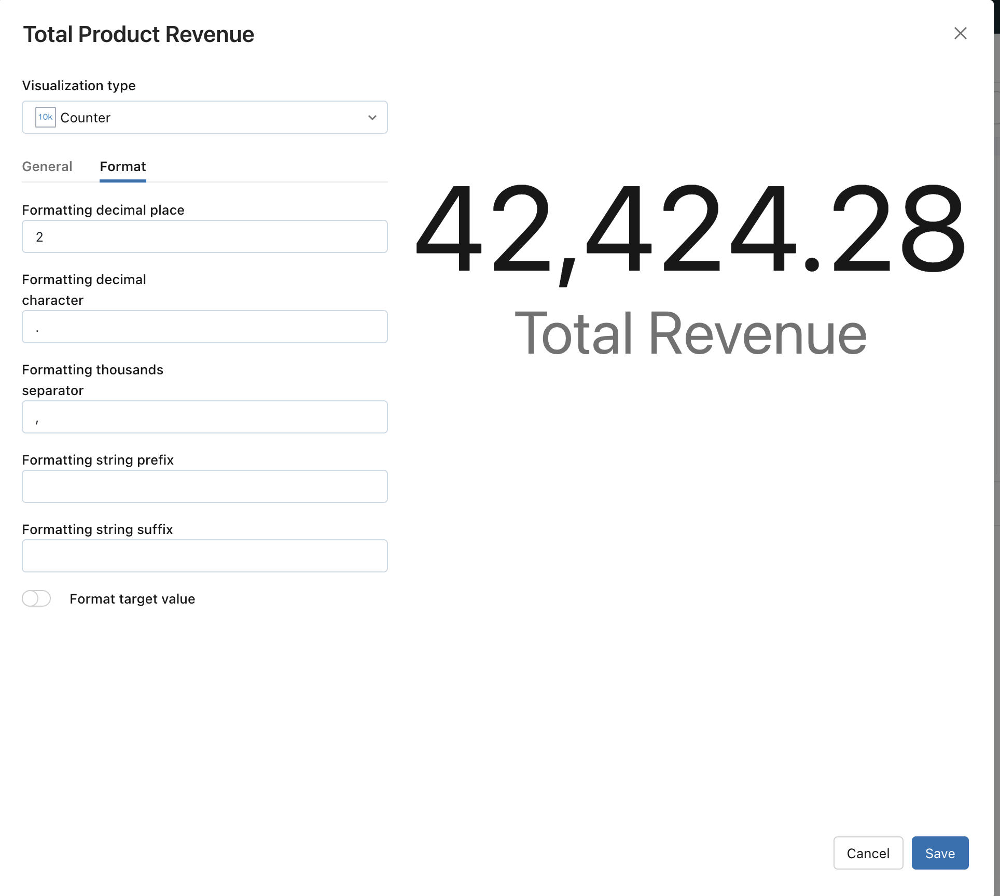 Total Product Revenue
Visualization type
10k Counter
General Format
Formatting decimal place
2
Formatting decimal
character
.
Formatting thousands
separator
,
Formatting string prefix
Formatting string suffix
Format target value
42,424.28
Total Revenue
Cancel Save